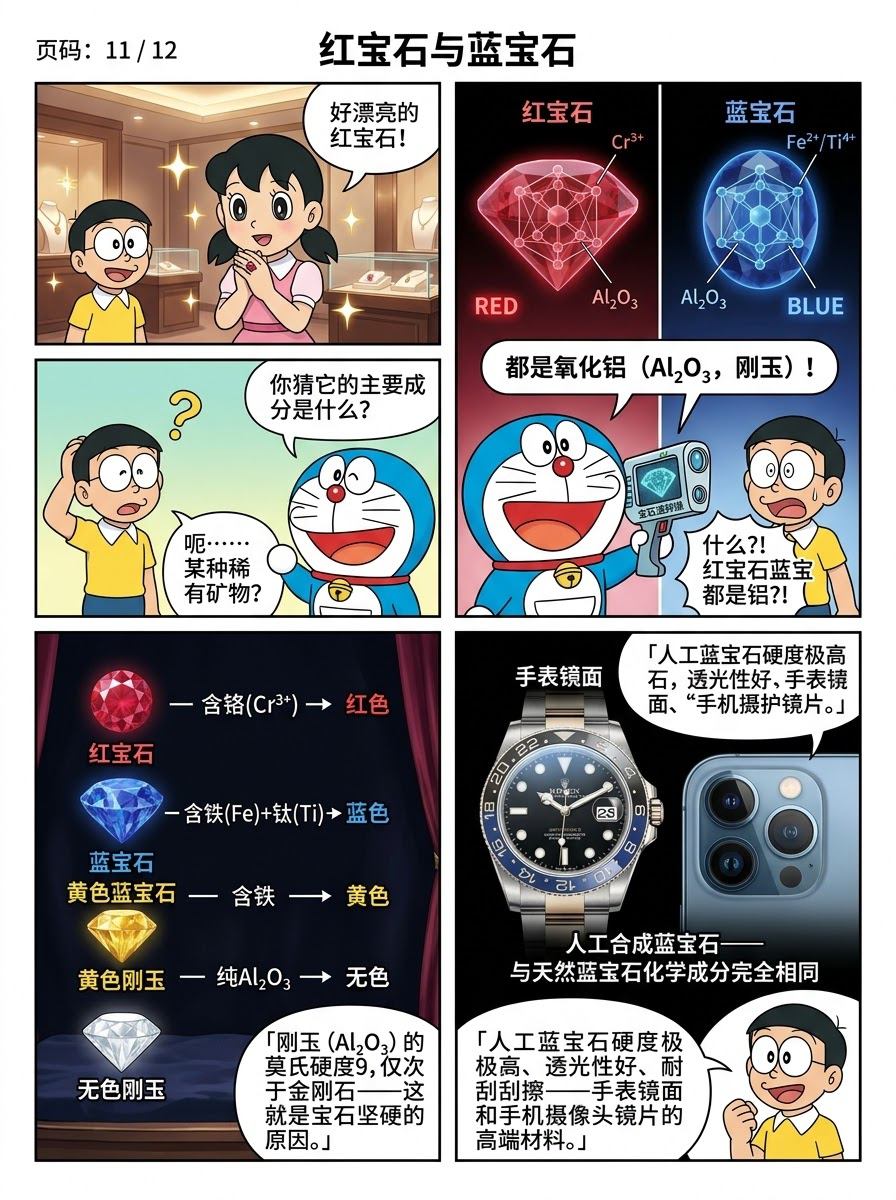 页码：11 / 12
红宝石与蓝宝石
好漂亮的
红宝石！
你猜它的主要成
分是什么？
呃……
某种稀
有矿物？
红宝石
Cr³⁺
Al₂O₃
RED
蓝宝石
Fe²⁺/Ti⁴⁺
Al₂O₃
BLUE
都是氧化铝（Al₂O₃，刚玉）！
什么?!
红宝石蓝宝
都是铝?!
— 含铬(Cr³⁺) → 红色
红宝石
—含铁(Fe)+钛(Ti)→蓝色
蓝宝石
黄色蓝宝石 — 含铁 → 黄色
黄色刚玉 — 纯Al₂O₃ → 无色
无色刚玉
「刚玉（Al₂O₃）的
莫氏硬度9，仅次
于金刚石——这
就是宝石坚硬的
原因。」
手表镜面
「人工蓝宝石硬度极高
石，透光性好、手表镜
面、“手机摄护镜片。」
22
20
18
16
14
12
10
8
6
人工合成蓝宝石——
与天然蓝宝石化学成分完全相同
「人工蓝宝石硬度极
极高、透光性好、耐
刮刮擦——手表镜面
和手机摄像头镜片的
高端材料。」